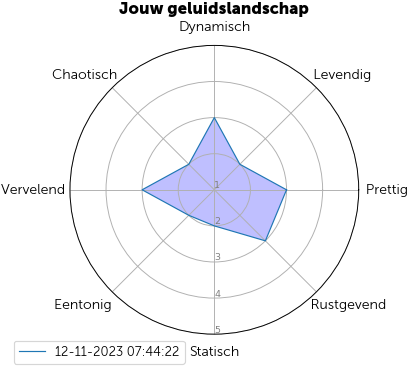 Jouw geluidslandschap
Dynamisch
Chaotisch
Levendig
Vervelend
1
Prettig
2
3
4
Eentonig
Rustgevend
5
12-11-2023 07:44:22
Statisch